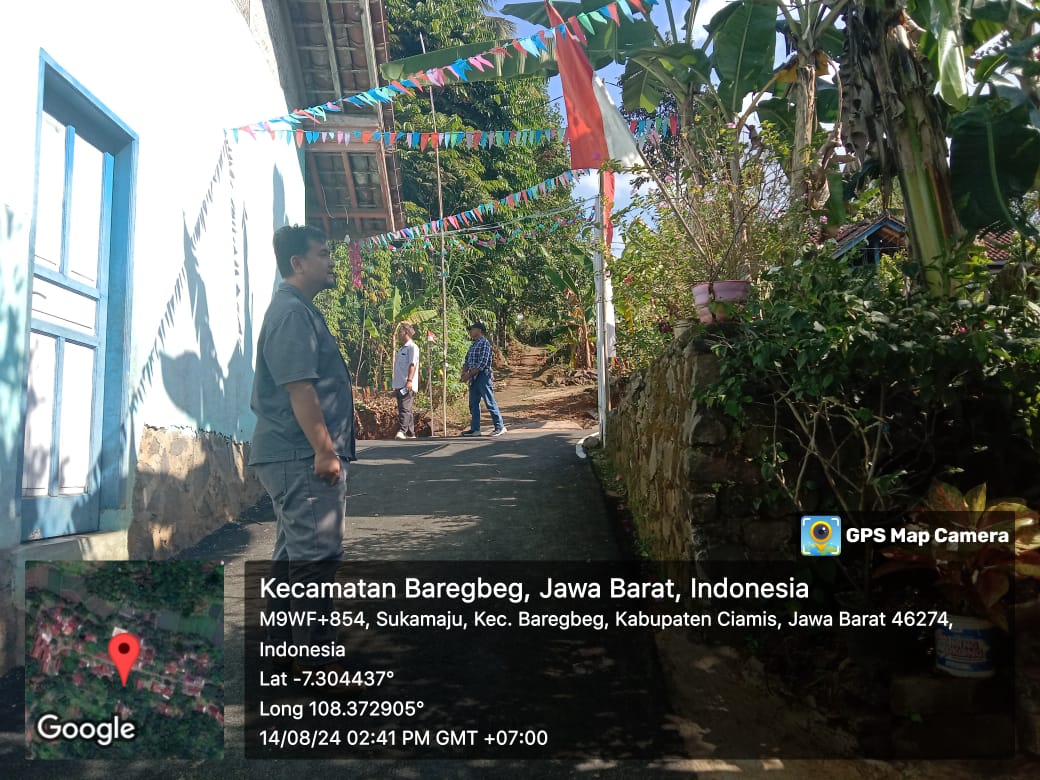 GPS Map Camera
Kecamatan Baregbeg, Jawa Barat, Indonesia
M9WF+854, Sukamaju, Kec. Baregbeg, Kabupaten Ciamis, Jawa Barat 46274,
Indonesia
Lat -7.304437°
Long 108.372905°
14/08/24 02:41 PM GMT +07:00
Google